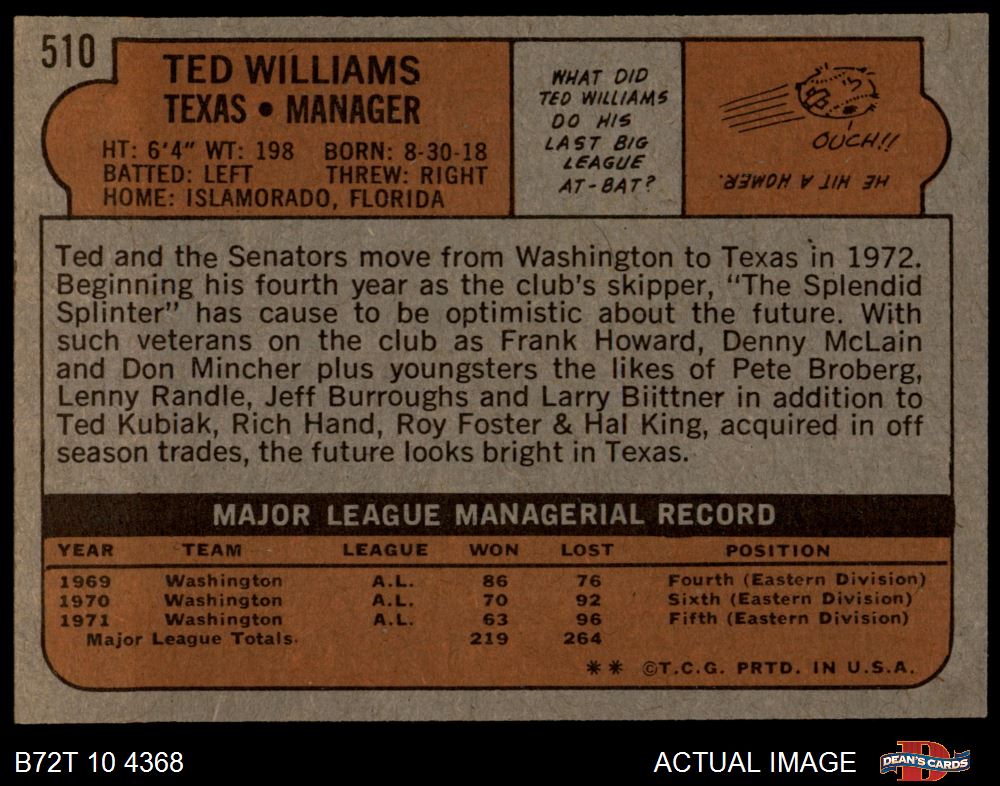 510
TED WILLIAMS
TEXAS • MANAGER
HT: 6'4" WT: 198 BORN: 8-30-18
BATTED: LEFT THREW: RIGHT
HOME: ISLAMORADO, FLORIDA
WHAT DID
TED WILLIAMS
DO HIS
LAST BIG
LEAGUE
AT-BAT?
OUCH!!
HE HIT A HOMER.
Ted and the Senators move from Washington to Texas in 1972.
Beginning his fourth year as the club's skipper, "The Splendid
Splinter" has cause to be optimistic about the future. With
such veterans on the club as Frank Howard, Denny McLain
and Don Mincher plus youngsters the likes of Pete Broberg,
Lenny Randle, Jeff Burroughs and Larry Biittner in addition to
Ted Kubiak, Rich Hand, Roy Foster & Hal King, acquired in off
season trades, the future looks bright in Texas.
MAJOR LEAGUE MANAGERIAL RECORD
YEAR TEAM LEAGUE WON LOST POSITION
1969 Washington A.L. 86 76 Fourth (Eastern Division)
1970 Washington A.L. 70 92 Sixth (Eastern Division)
1971 Washington A.L. 63 96 Fifth (Eastern Division)
Major League Totals 219 264
** ©T.C.G. PRTD. IN U.S.A.
B72T 10 4368
ACTUAL IMAGE
D
DEAN'S CARDS